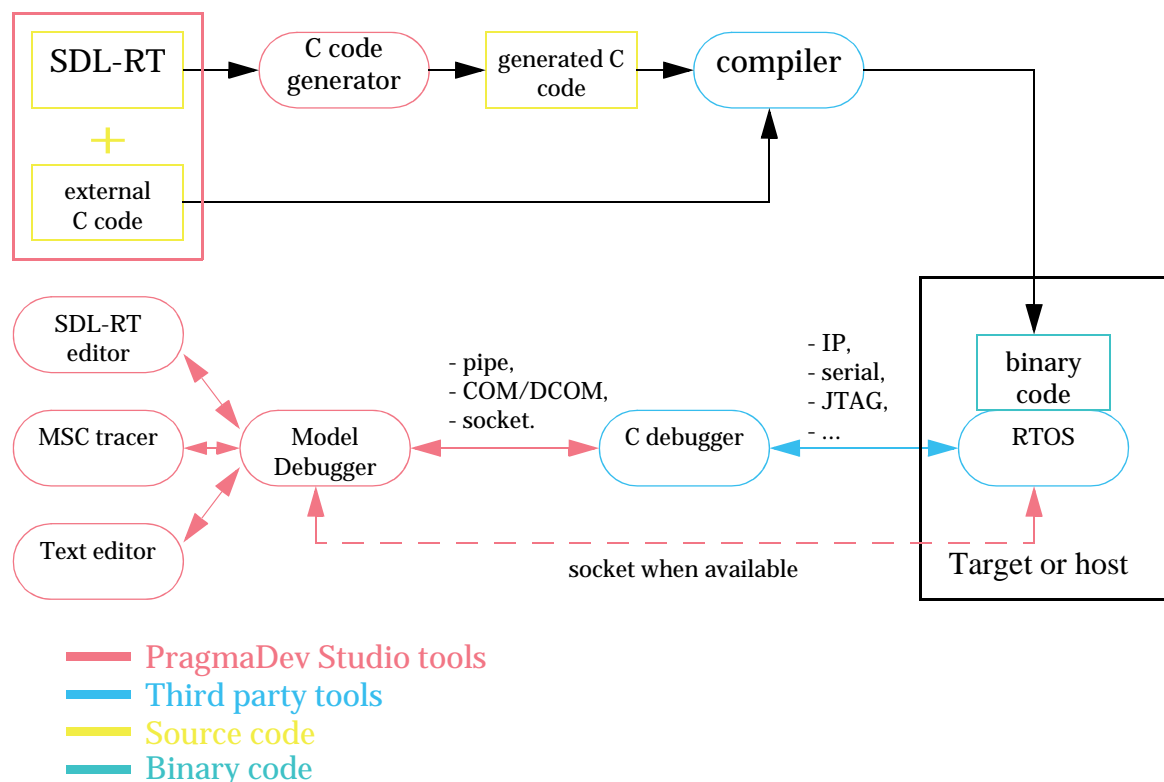 SDL-RT
+
external
C code
C code
generator
generated C
code
compiler
SDL-RT
editor
MSC tracer
Text editor
Model
Debugger
- pipe,
- COM/DCOM,
- socket.
C debugger
- IP,
- serial,
- JTAG,
- ...
binary
code
RTOS
socket when available
Target or host
PragmaDev Studio tools
Third party tools
Source code
Binary code